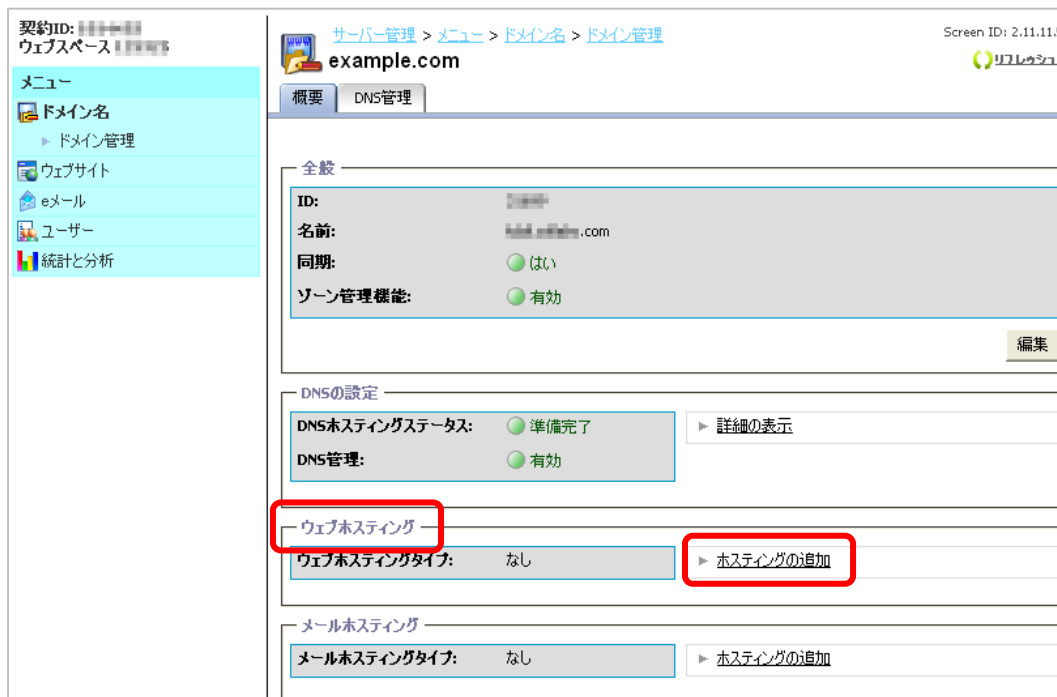 契約ID:
ウェブスペース
メニュー
ドメイン名
ドメイン管理
ウェブサイト
eメール
ユーザー
統計と分析
サーバー管理 > メニュー > ドメイン名 > ドメイン管理
Screen ID: 2.11.11.
example.com
リフレッシュ
概要 DNS管理
全般
ID:
名前: .com
同期: はい
ゾーン管理機能: 有効
編集
DNSの設定
DNSホスティングステータス: 準備完了 詳細の表示
DNS管理: 有効
ウェブホスティング
ウェブホスティングタイプ: なし ホスティングの追加
メールホスティング
メールホスティングタイプ: なし ホスティングの追加